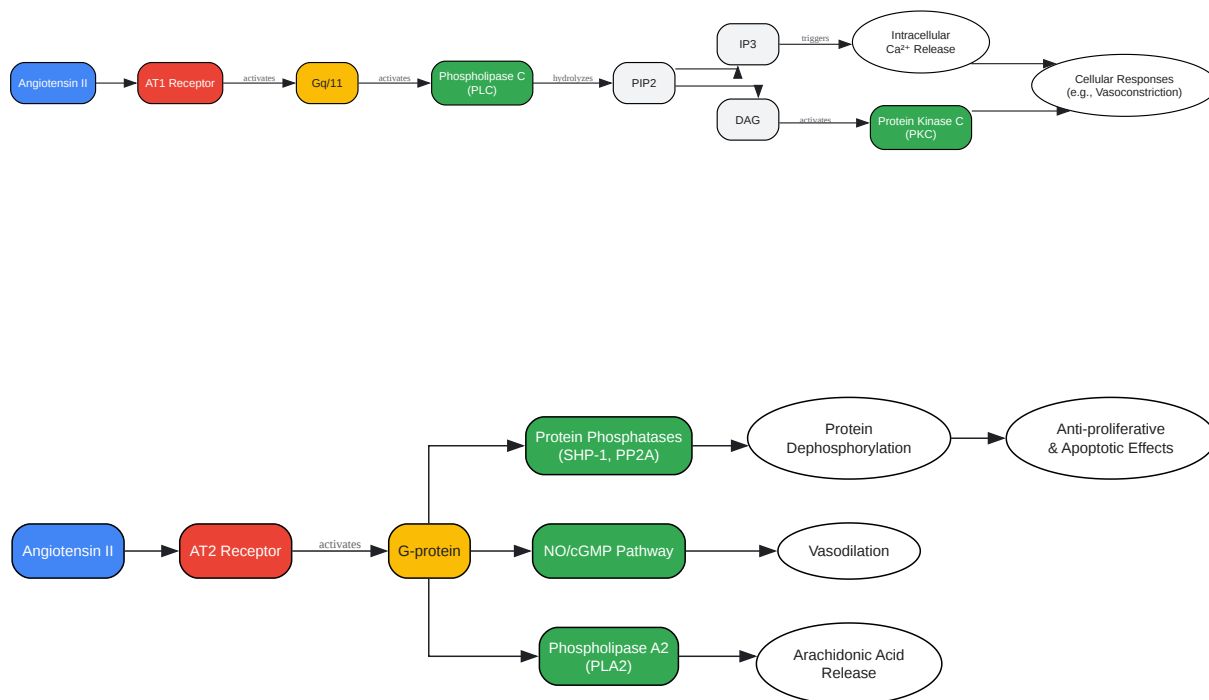 Angiotensin II
AT1 Receptor
activates
Gq/11
activates
Phospholipase C
(PLC)
hydrolyzes
PIP2
IP3
triggers
Intracellular
Ca²⁺ Release
DAG
activates
Protein Kinase C
(PKC)
Cellular Responses
(e.g., Vasoconstriction)
Angiotensin II
AT2 Receptor
activates
G-protein
Protein Phosphatases
(SHP-1, PP2A)
Protein
Dephosphorylation
Anti-proliferative
& Apoptotic Effects
NO/cGMP Pathway
Vasodilation
Phospholipase A2
(PLA2)
Arachidonic Acid
Release